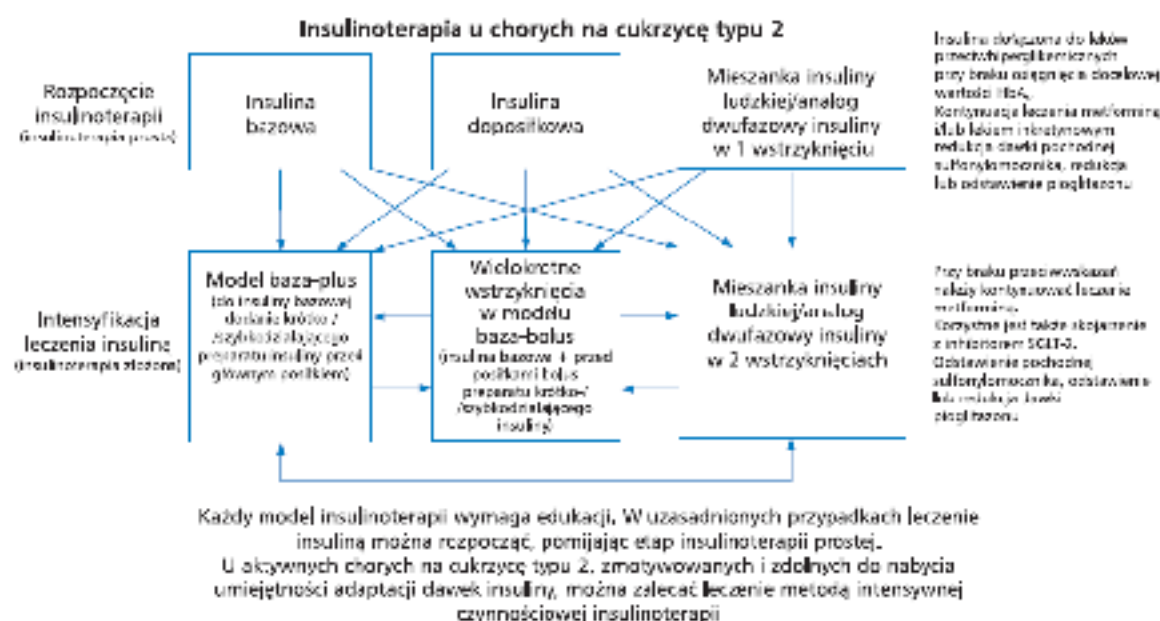 Insulinoterapia u chorych na cukrzycę typu 2
Rozpoczęcie
insulinoterapii
(insulinoterapia prosta)
Insulina
bazowa
Insulina
doposiłkowa
Mieszanka insuliny
ludzkiej/analog
dwufazowy insuliny
w 1 wstrzyknięciu
Insulina dołączona do leków
przeciwhiperglikemicznych
przy braku osiągnięcia docelowej
wartości HbA₁c
Kontynuacja leczenia metforminą
i/lub lekiem inkretynowym
redukcja dawki pochodnej
sulfonylomocznika, redukcja
lub odstawienie pioglitazonu
Intensyfikacja
leczenia insuliną
(insulinoterapia złożona)
Model baza-plus
(do insuliny bazowej
dodanie krótko-/
/szybkodziałającego
preparatu insuliny przed
głównym posiłkiem)
Wielokrotne
wstrzyknięcia
w modelu
baza-bolus
(insulina bazowa + przed
posiłkami bolus
preparatu krótko-/
/szybkodziałającego
insuliny)
Mieszanka insuliny
ludzkiej/analog
dwufazowy insuliny
w 2 wstrzyknięciach
Przy braku przeciwwskazań
należy kontynuować leczenie
metforminą.
Korzystne jest także skojarzenie
z inhibitorem SGLT-2.
Odstawienie pochodnej
sulfonylomocznika, odstawienie
lub redukcja dawki
pioglitazonu
Każdy model insulinoterapii wymaga edukacji. W uzasadnionych przypadkach leczenie
insuliną można rozpocząć, pomijając etap insulinoterapii prostej.
U aktywnych chorych na cukrzycę typu 2, zmotywowanych i zdolnych do nabycia
umiejętności adaptacji dawek insuliny, można zalecać leczenie metodą intensywnej
czynnościowej insulinoterapii